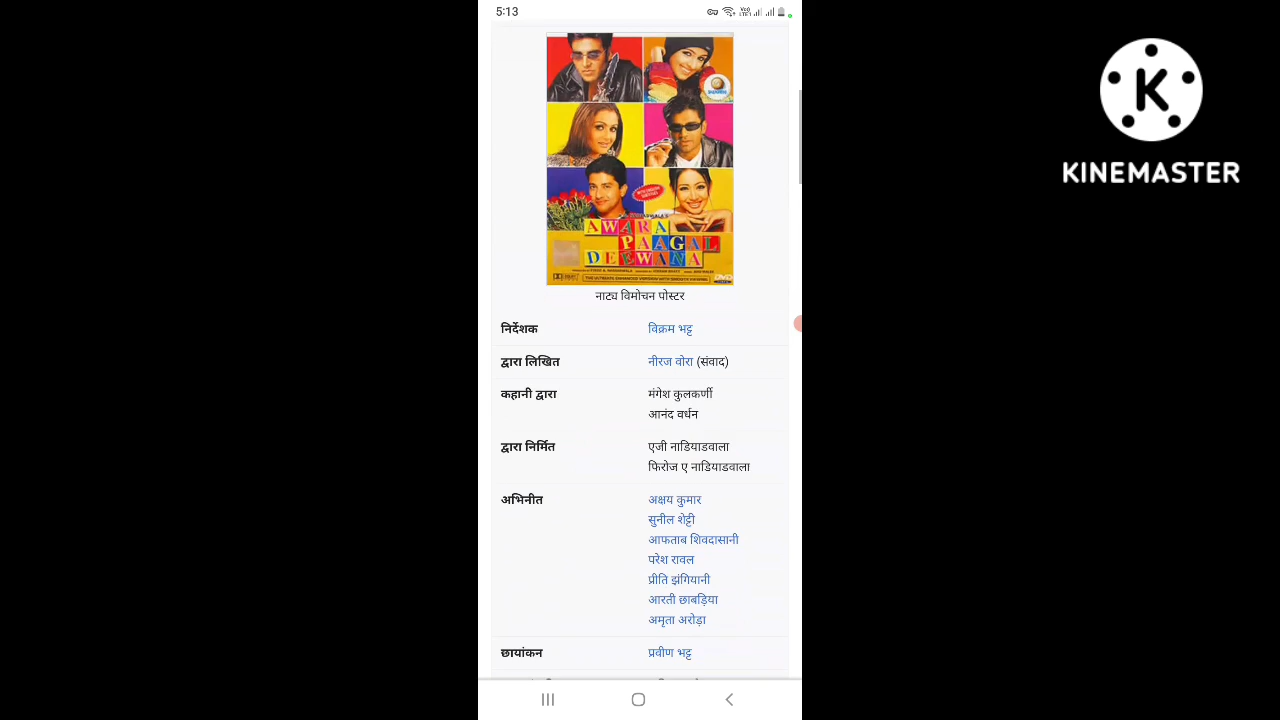 5:13
KINEMASTER
AWARA
PAAGAL
DEEWANA
DVD
नाट्य विमोचन पोस्टर
निर्देशक विक्रम भट्ट
द्वारा लिखित नीरज वोरा (संवाद)
कहानी द्वारा मंगेश कुलकर्णी
आनंद वर्धन
द्वारा निर्मित एजी नाडियाडवाला
फिरोज ए नाडियाडवाला
अभिनीत अक्षय कुमार
सुनील शेट्टी
आफताब शिवदासानी
परेश रावल
प्रीति झंगियानी
आरती छाबड़िया
अमृता अरोड़ा
छायांकन प्रवीण भट्ट